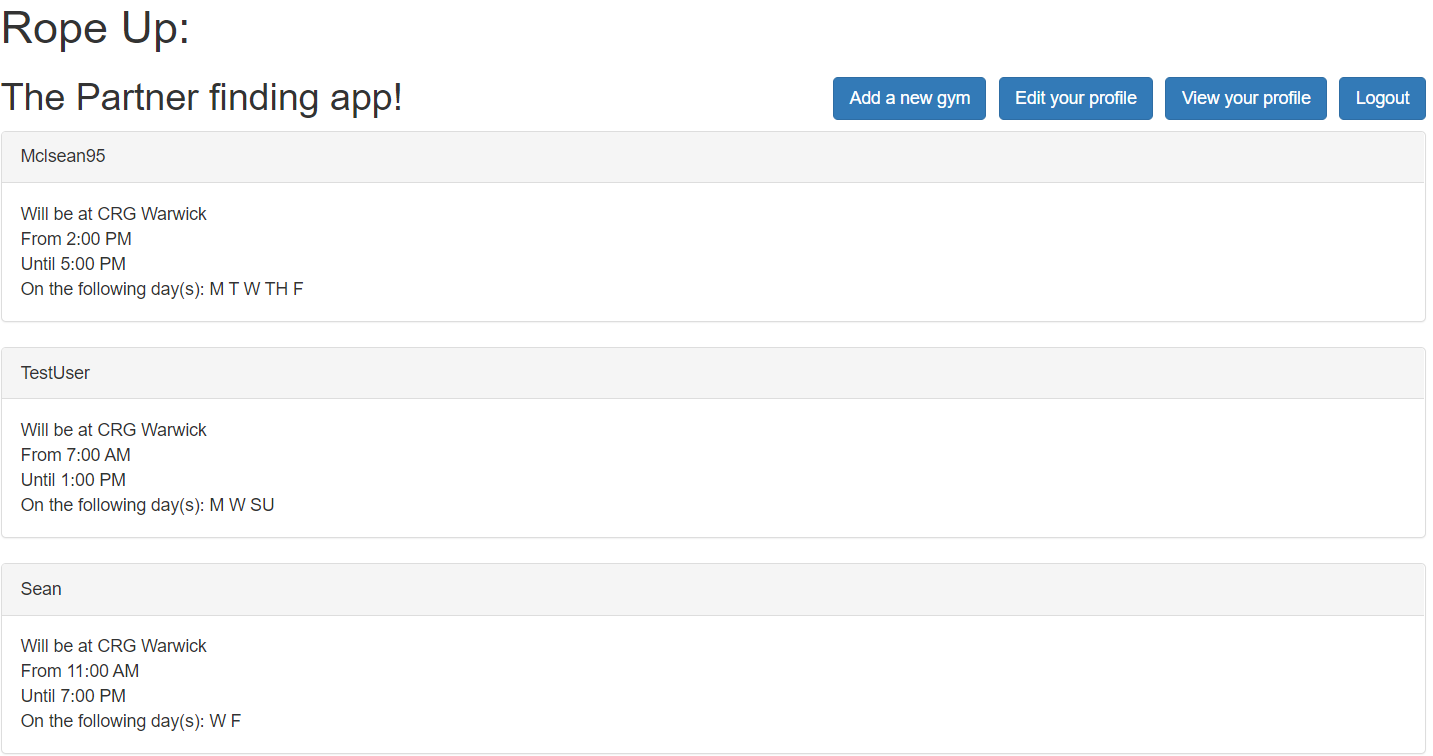 Rope Up:
The Partner finding app!
Add a new gym
Edit your profile
View your profile
Logout
Mclsean95
Will be at CRG Warwick
From 2:00 PM
Until 5:00 PM
On the following day(s): M T W TH F
TestUser
Will be at CRG Warwick
From 7:00 AM
Until 1:00 PM
On the following day(s): M W SU
Sean
Will be at CRG Warwick
From 11:00 AM
Until 7:00 PM
On the following day(s): W F